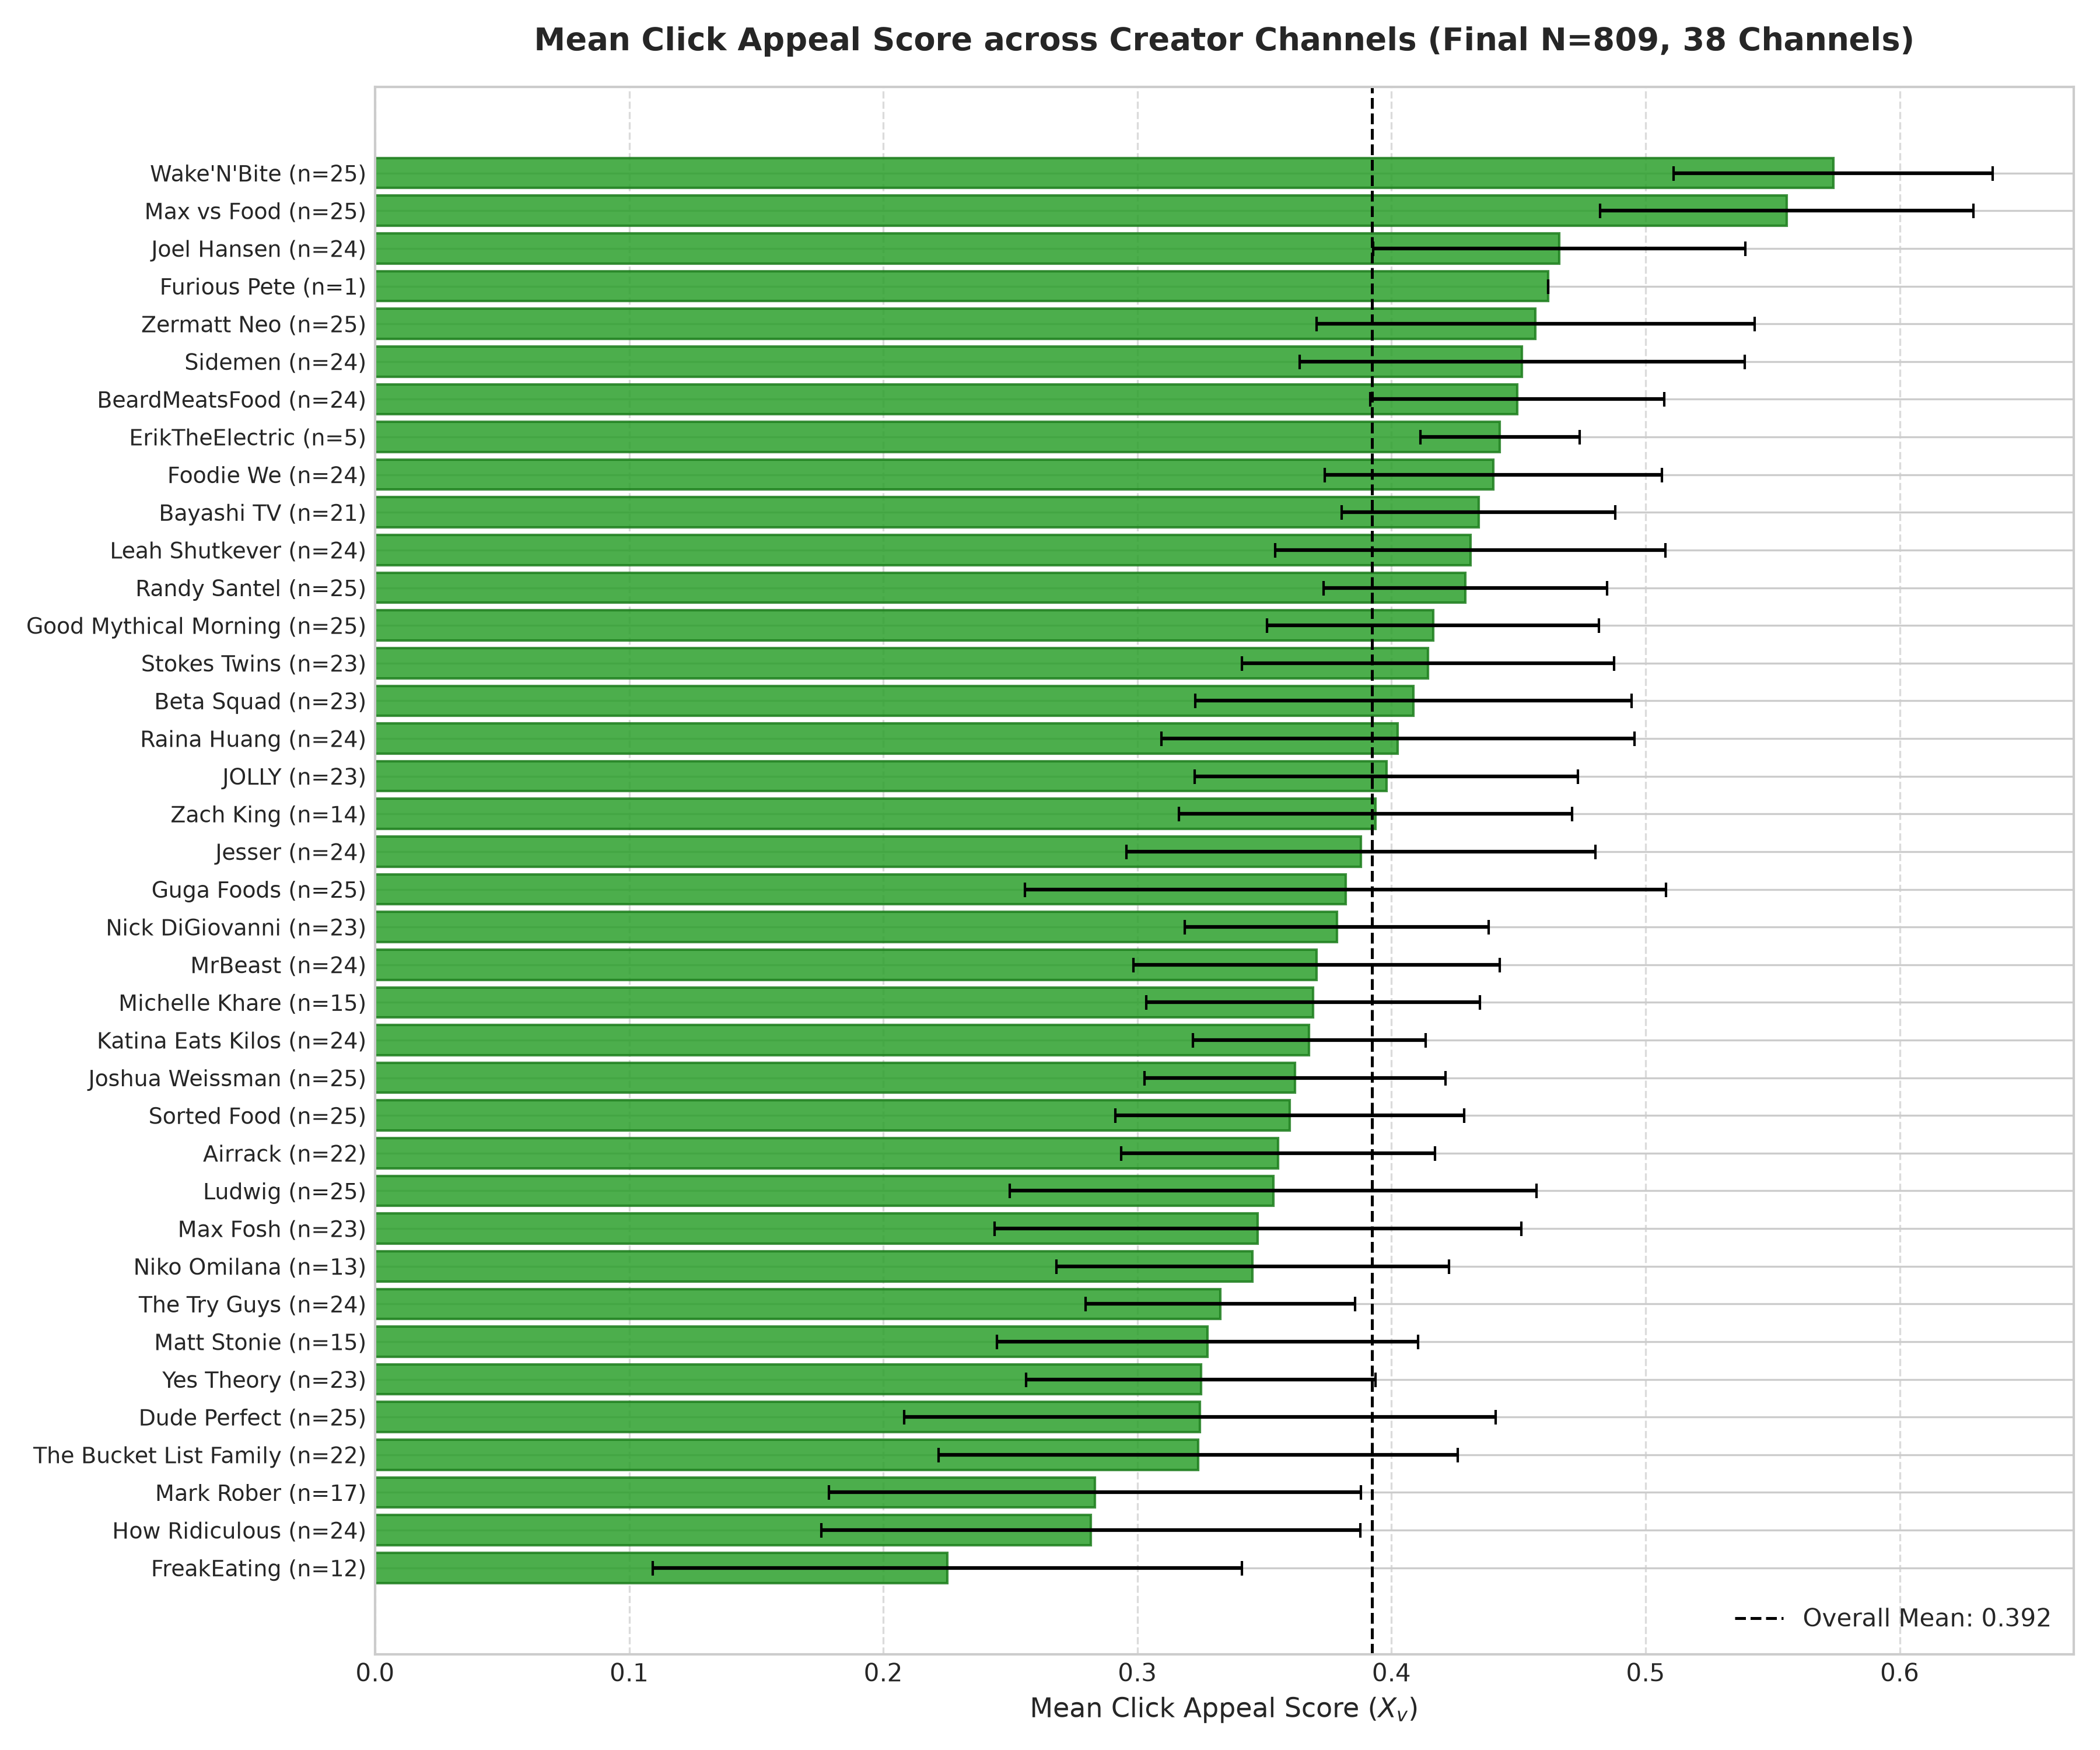 Mean Click Appeal Score across Creator Channels (Final N=809, 38 Channels)
Wake'N'Bite (n=25)
Max vs Food (n=25)
Joel Hansen (n=24)
Furious Pete (n=1)
Zermatt Neo (n=25)
Sidemen (n=24)
BeardMeatsFood (n=24)
ErikTheElectric (n=5)
Foodie We (n=24)
Bayashi TV (n=21)
Leah Shutkever (n=24)
Randy Santel (n=25)
Good Mythical Morning (n=25)
Stokes Twins (n=23)
Beta Squad (n=23)
Raina Huang (n=24)
JOLLY (n=23)
Zach King (n=14)
Jesser (n=24)
Guga Foods (n=25)
Nick DiGiovanni (n=23)
MrBeast (n=24)
Michelle Khare (n=15)
Katina Eats Kilos (n=24)
Joshua Weissman (n=25)
Sorted Food (n=25)
Airrack (n=22)
Ludwig (n=25)
Max Fosh (n=23)
Niko Omilana (n=13)
The Try Guys (n=24)
Matt Stonie (n=15)
Yes Theory (n=23)
Dude Perfect (n=25)
The Bucket List Family (n=22)
Mark Rober (n=17)
How Ridiculous (n=24)
FreakEating (n=12)
Overall Mean: 0.392
0.0 0.1 0.2 0.3 0.4 0.5 0.6
Mean Click Appeal Score (X_v)